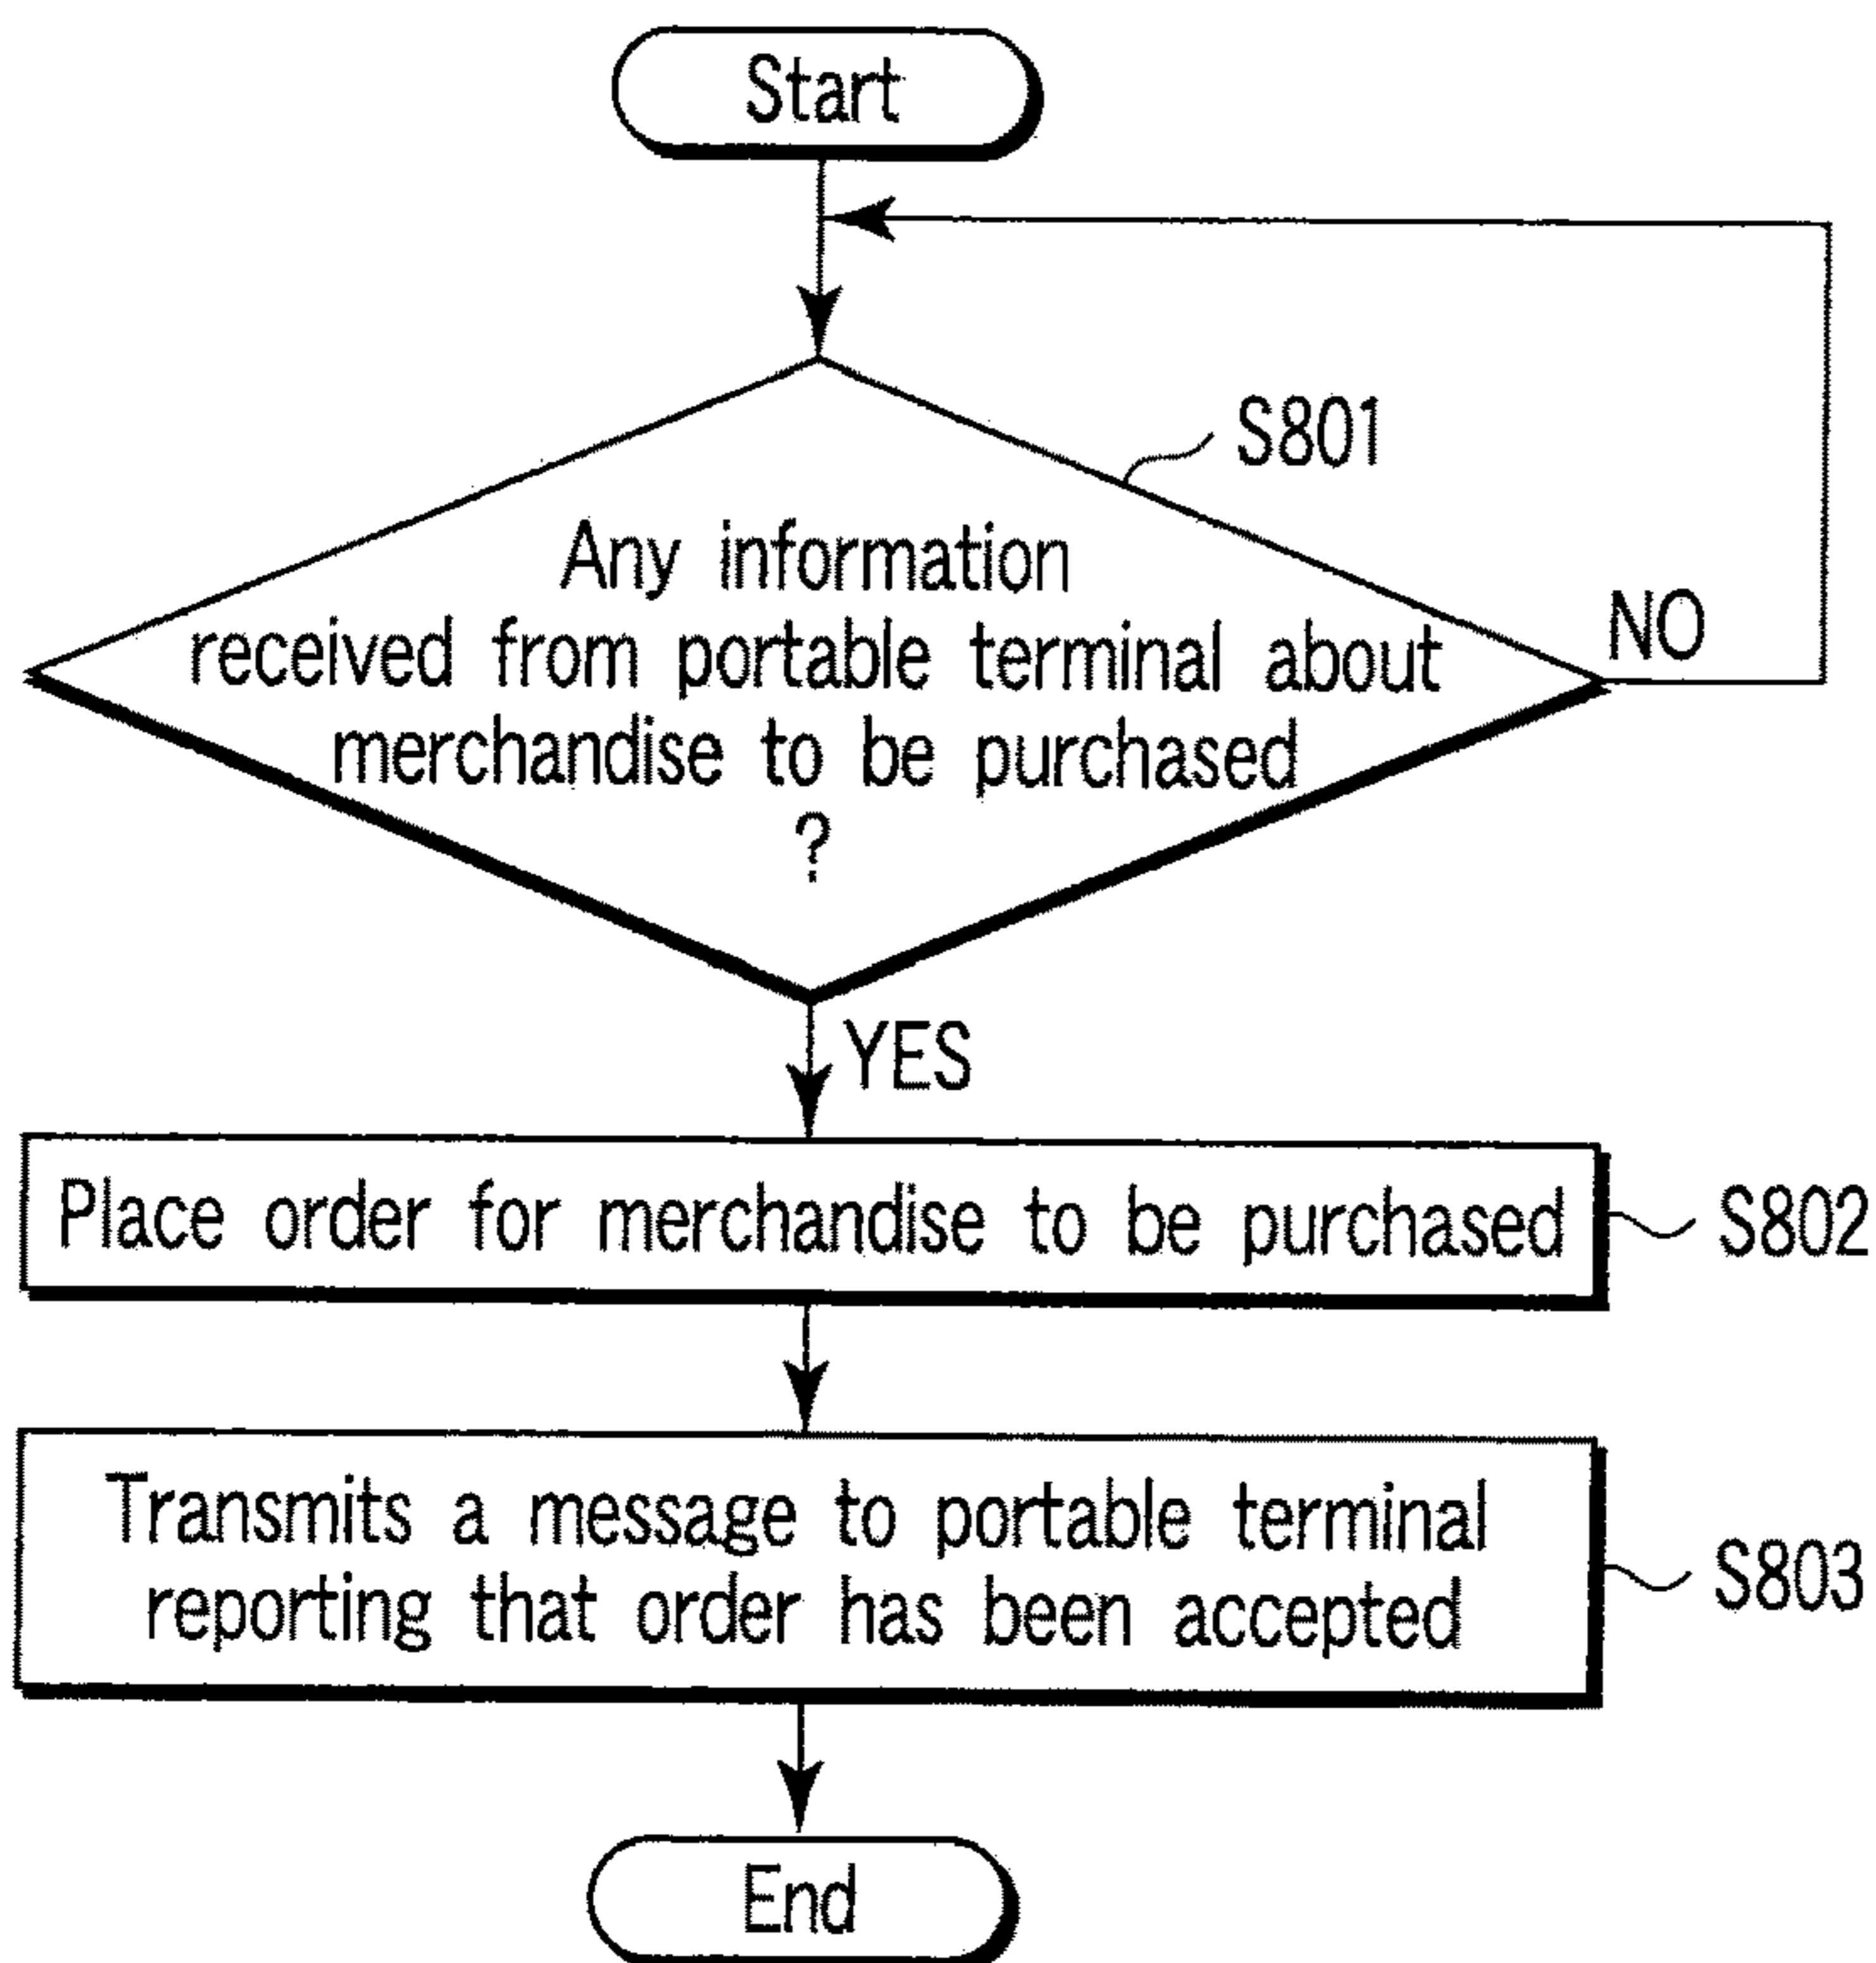 Start
S801
Any information
received from portable terminal about
merchandise to be purchased
?
NO
YES
Place order for merchandise to be purchased
S802
Transmits a message to portable terminal
reporting that order has been accepted
S803
End